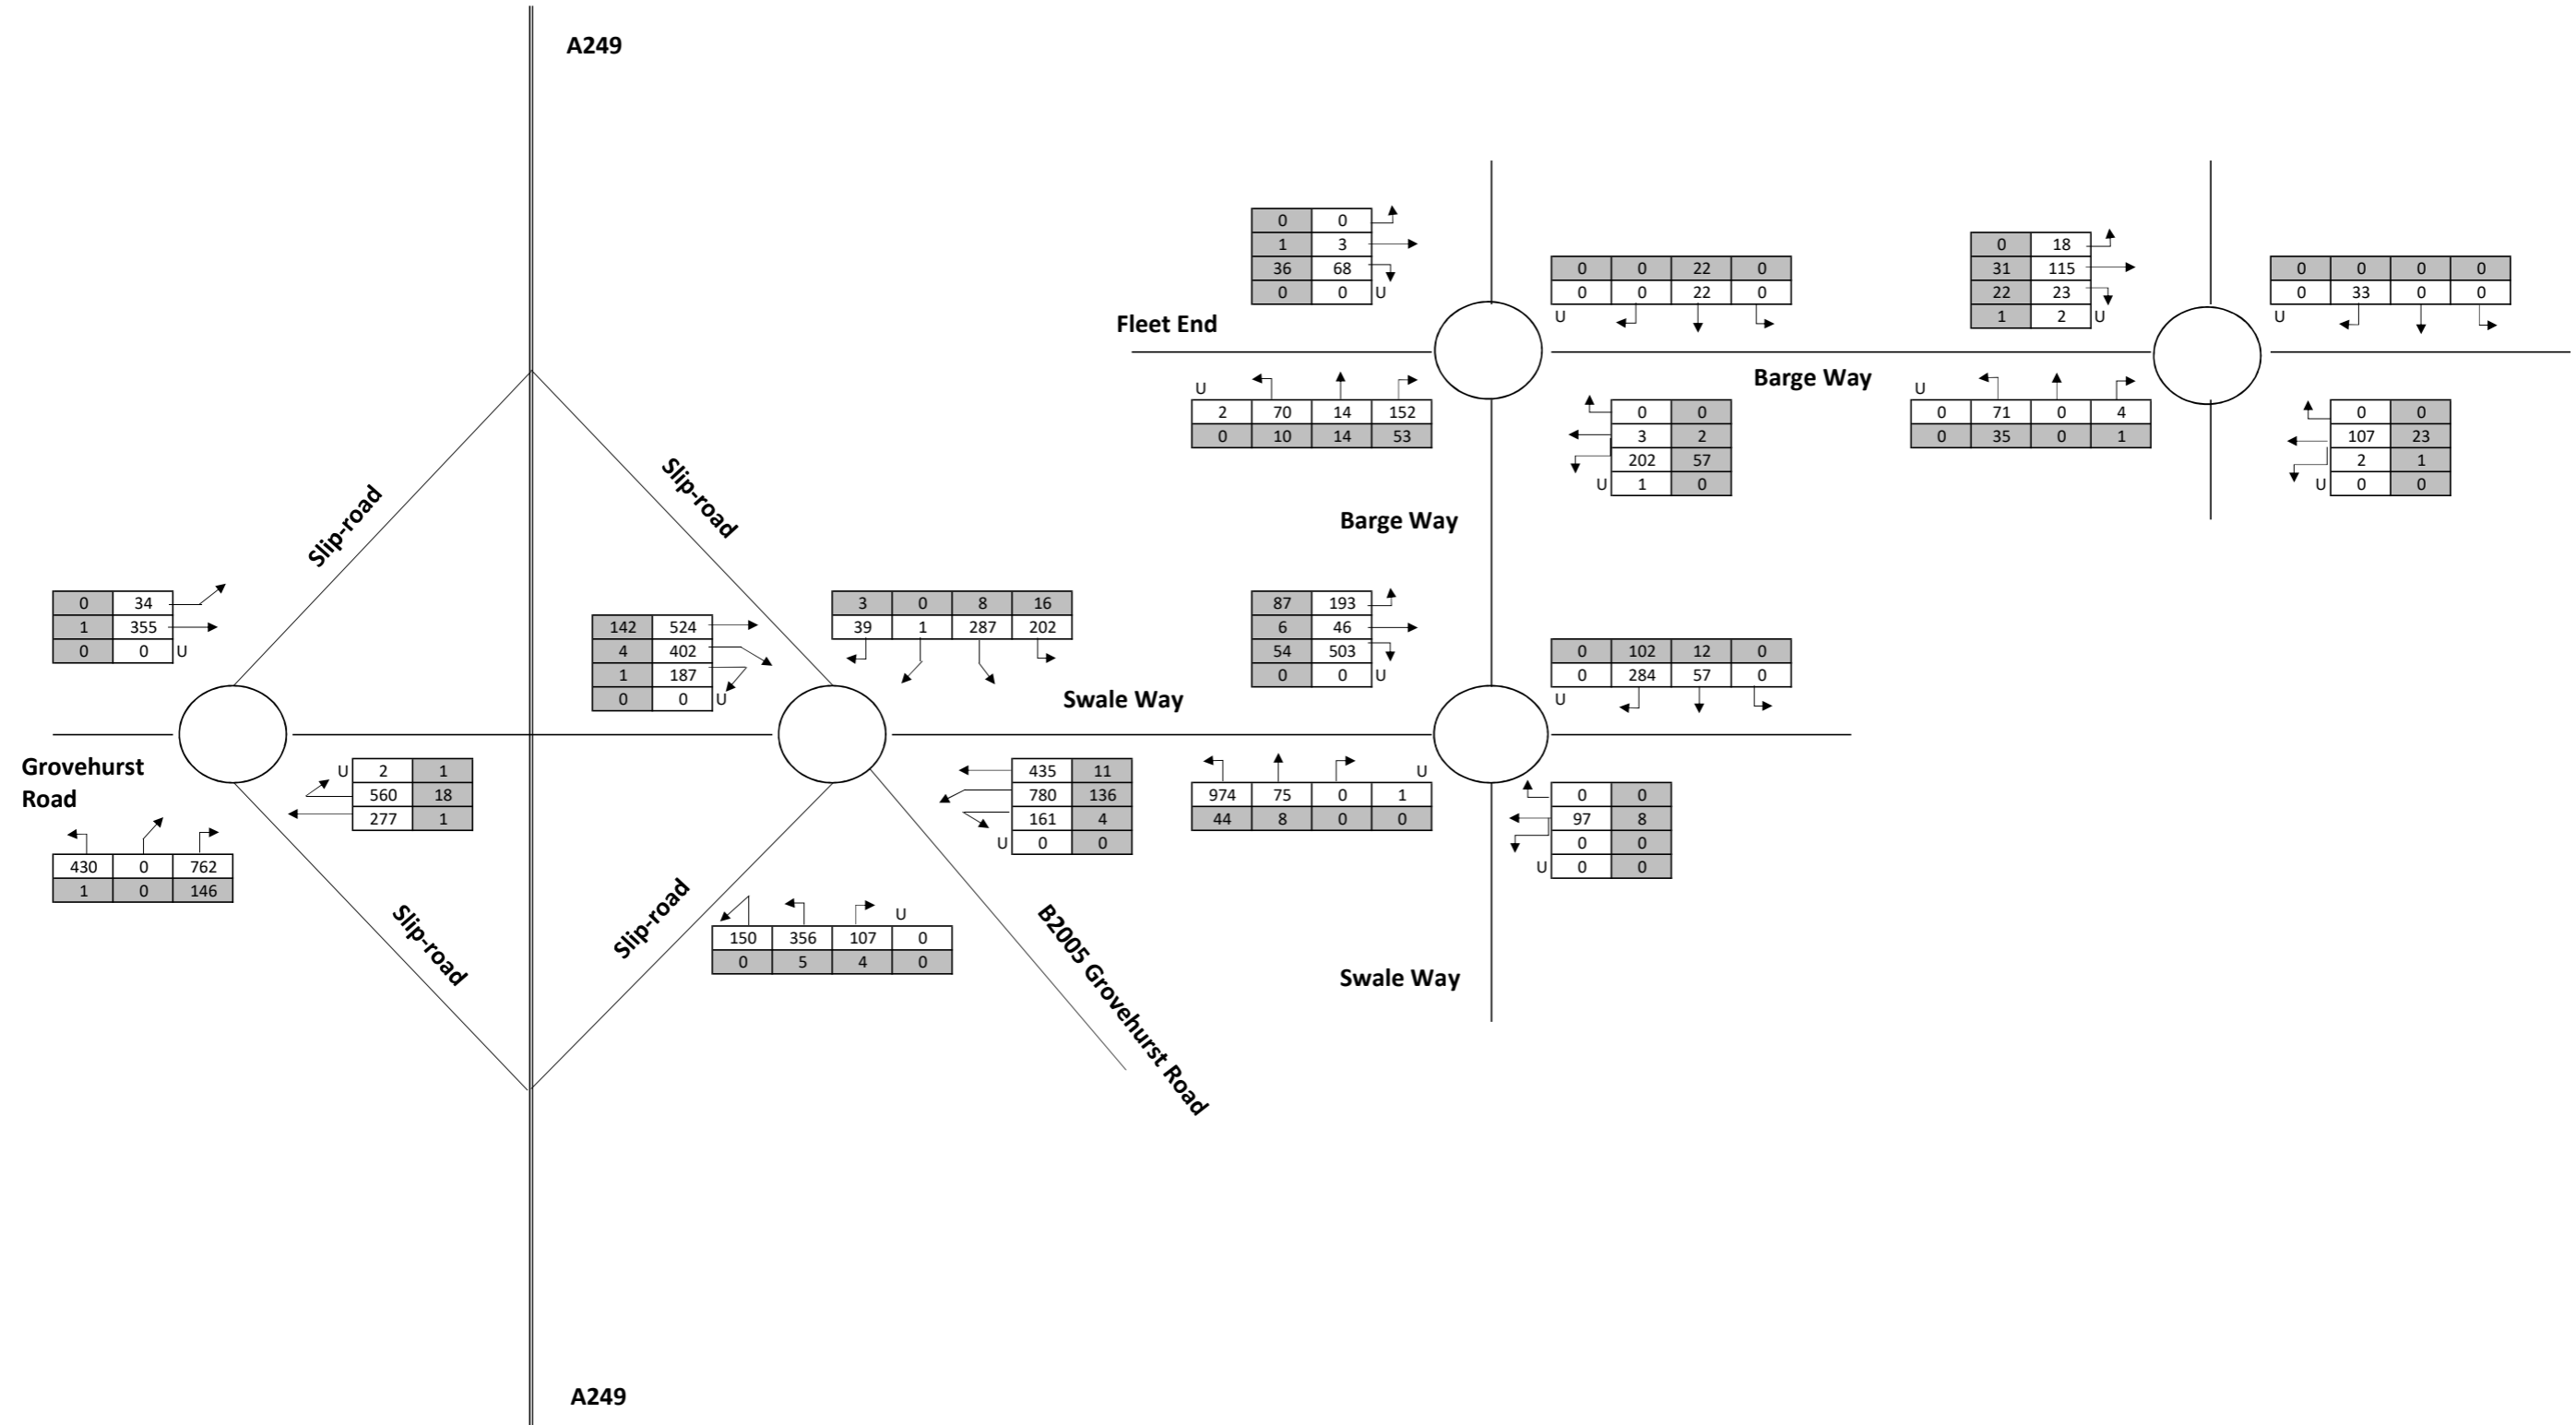 A249
0 0
1 3
36 68
0 0 U
0 0 22 0
0 0 22 0
U
0 18
31 115
22 23
1 2 U
0 0 0 0
0 33 0 0
U
Fleet End
Barge Way
U
2 70 14 152
0 10 14 53
0 0
3 2
202 57
U 1 0
U
0 71 0 4
0 35 0 1
0 0
107 23
2 1
U 0 0
Slip-road
Slip-road
Barge Way
0 34
1 355
0 0 U
142 524
4 402
1 187
0 0 U
3 0 8 16
39 1 287 202
87 193
6 46
54 503
0 0 U
0 102 12 0
0 284 57 0
U
Swale Way
Grovehurst
Road
U 2 1
560 18
277 1
430 0 762
1 0 146
435 11
780 136
161 4
U 0 0
U
974 75 0 1
44 8 0 0
0 0
97 8
0 0
U 0 0
Slip-road
Slip-road
U
150 356 107 0
0 5 4 0
B2005 Grovehurst Road
Swale Way
A249